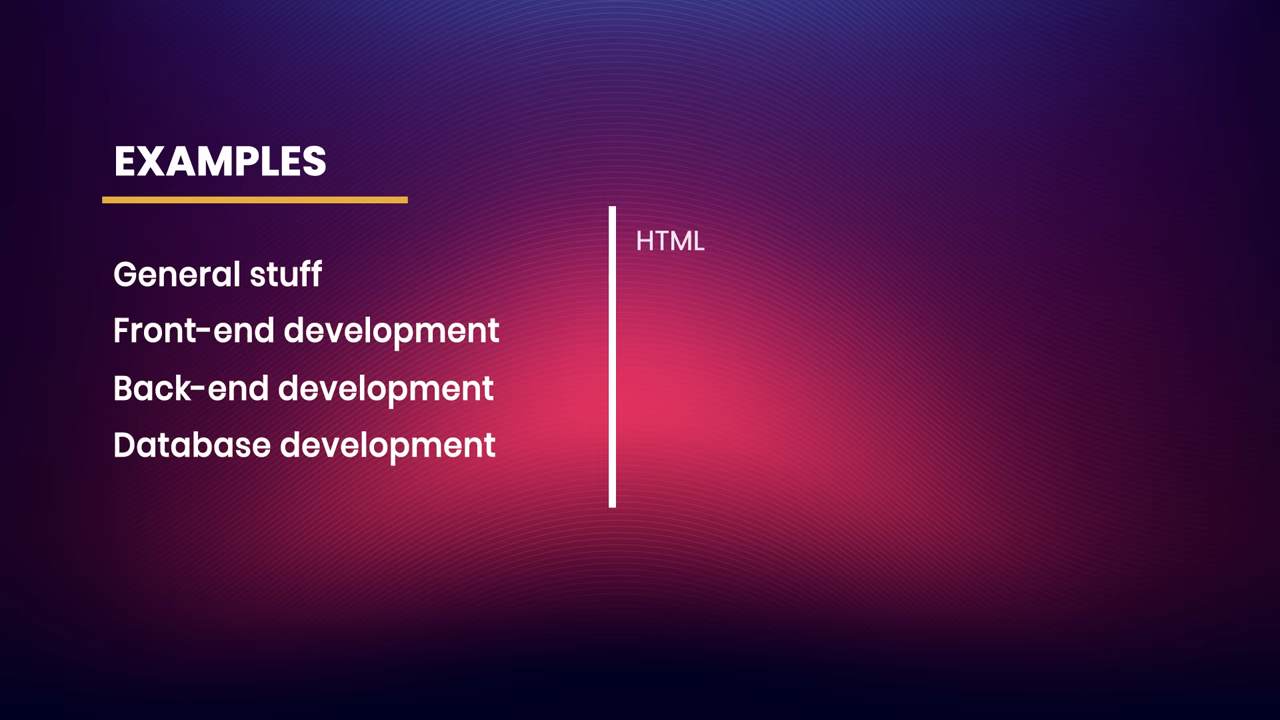 EXAMPLES
General stuff
Front-end development
Back-end development
Database development
HTML